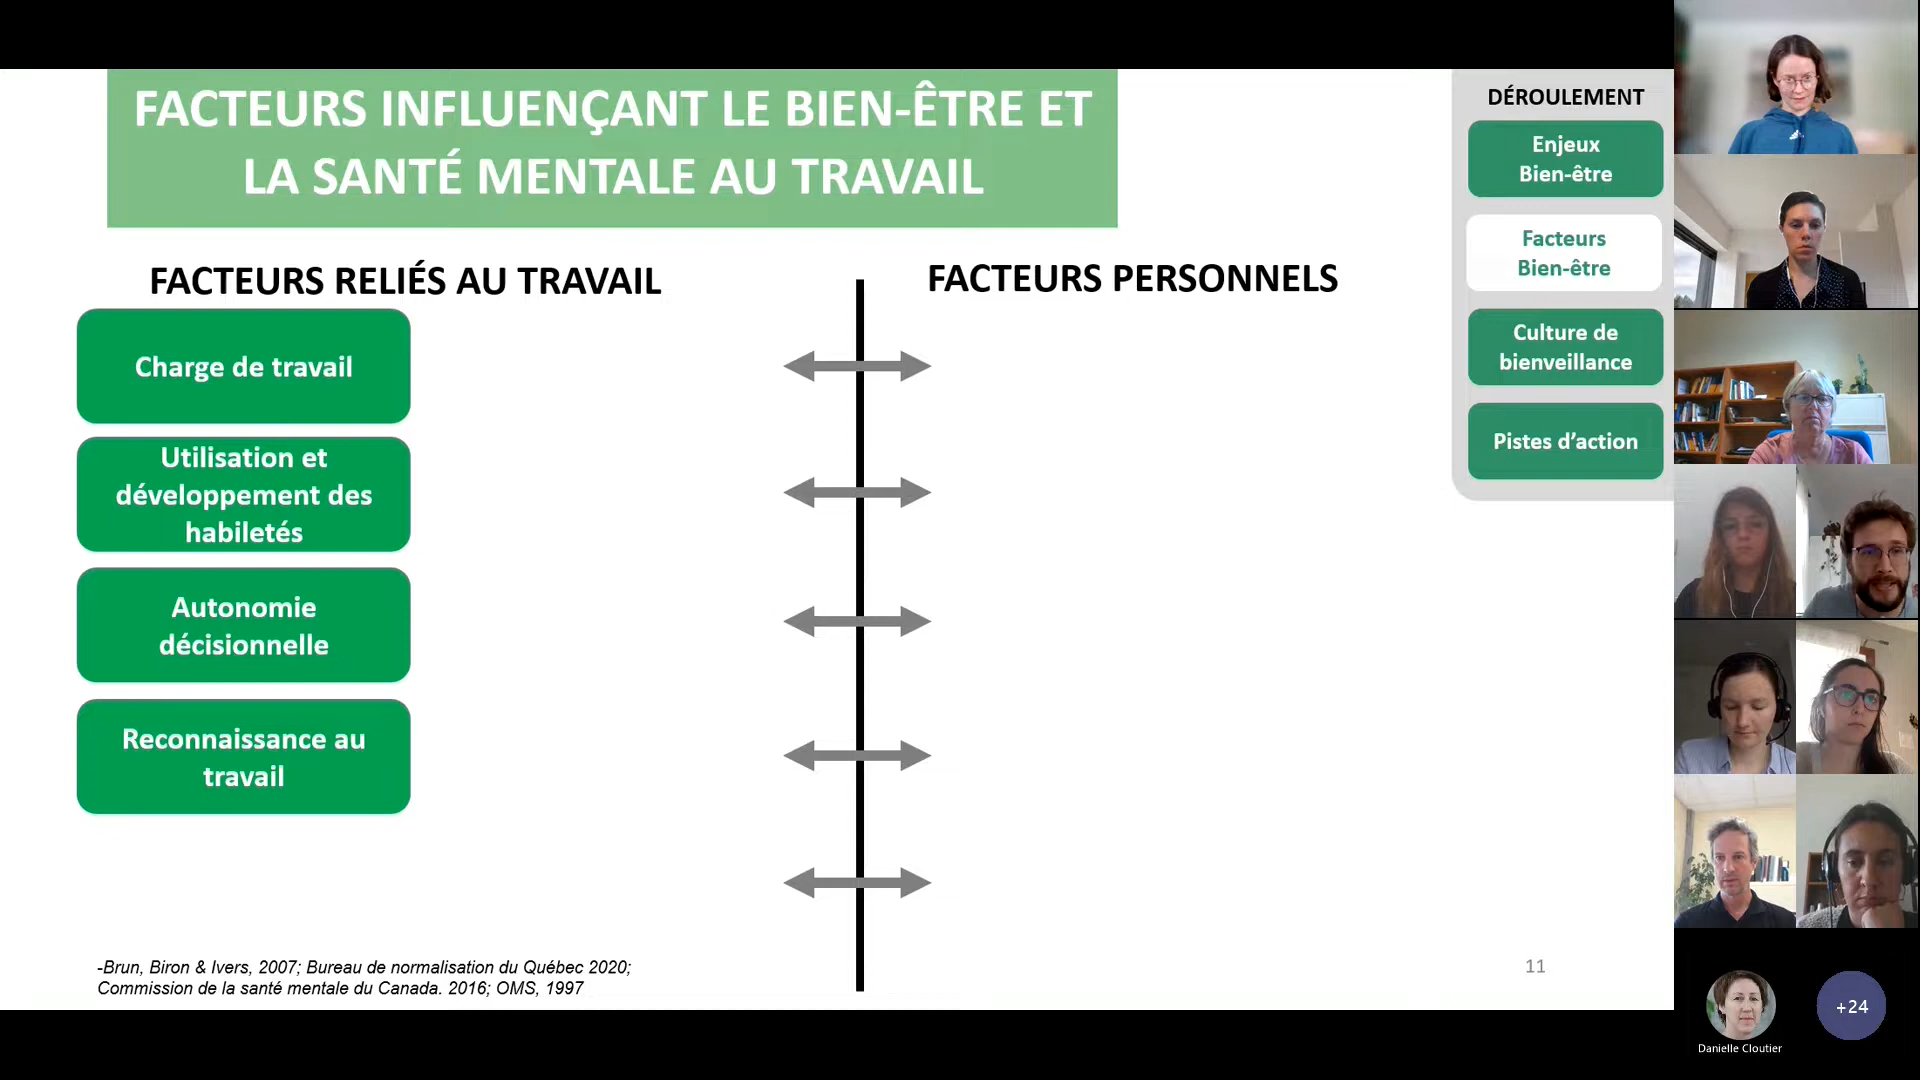 FACTEURS INFLUENÇANT LE BIEN-ÊTRE ET
LA SANTÉ MENTALE AU TRAVAIL
FACTEURS RELIÉS AU TRAVAIL
Charge de travail
Utilisation et
développement des
habiletés
Autonomie
décisionnelle
Reconnaissance au
travail
FACTEURS PERSONNELS
-Brun, Biron & Ivers, 2007; Bureau de normalisation du Québec 2020;
Commission de la santé mentale du Canada. 2016; OMS, 1997
11
DÉROULEMENT
Enjeux
Bien-être
Facteurs
Bien-être
Culture de
bienveillance
Pistes d’action
Danielle Cloutier
+24